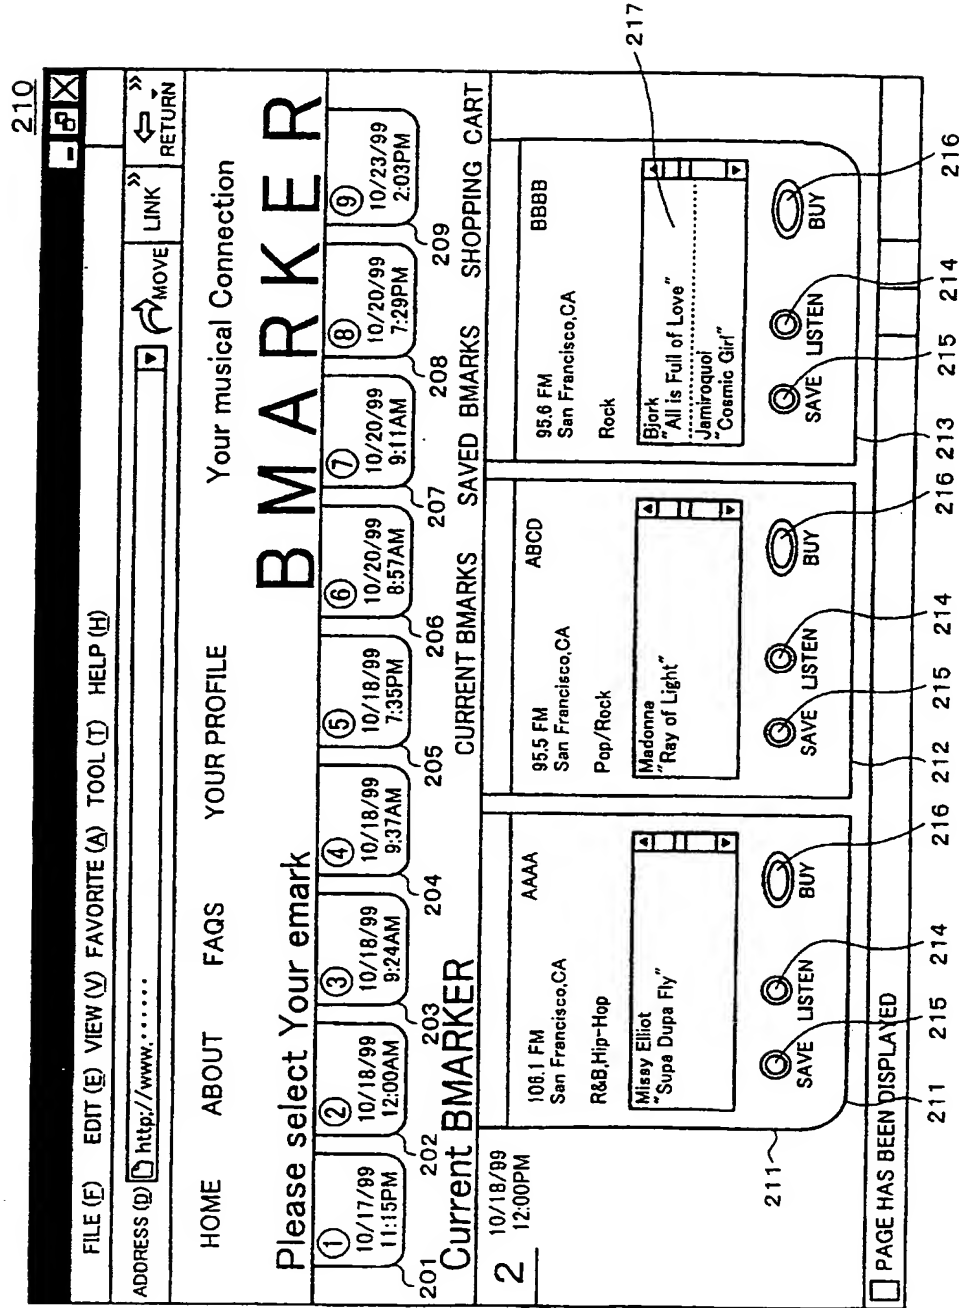 210
FILE (F) EDIT (E) VIEW (V) FAVORITE (A) TOOL (T) HELP (H)
ADDRESS (D) http;//www.······ MOVE LINK » RETURN »
HOME ABOUT FAQS YOUR PROFILE Your musical Connection
Please select Your emark B MARKER
① ② ③ ④ ⑤ ⑥ ⑦ ⑧ ⑨
10/17/99 10/18/99 10/18/99 10/18/99 10/18/99 10/20/99 10/20/99 10/20/99 10/23/99
11:15PM 12:00AM 9:24AM 9:37AM 7:35PM 8:57AM 9:11AM 7:29PM 2:03PM
201 202 203 204 205 206 207 208 209
Current BMARKER CURRENT BMARKS SAVED BMARKS SHOPPING CART
2 10/18/99
12:00PM
106.1 FM AAAA
San Francisco,CA
R&B,Hip-Hop
Missy Elliot
"Supa Dupa Fly"
SAVE LISTEN BUY
95.5 FM ABCD
San Francisco,CA
Pop/Rock
Madonna
"Ray of Light"
SAVE LISTEN BUY
95.6 FM BBBB
San Francisco,CA
Rock
Bjork
"All is Full of Love"
Jamiroquoi
"Cosmic Girl"
SAVE LISTEN BUY
217
211
PAGE HAS BEEN DISPLAYED
211 215 214 216 212 215 214 216 213 215 214 216